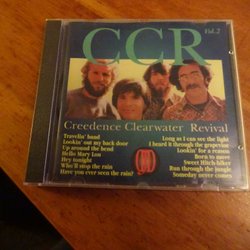 CCR
Vol. 2
Creedence Clearwater Revival
Travelin' band
Lookin' out my back door
Up around the bend
Hello Mary Lou
Hey tonight
Who'll stop the rain
Have you ever seen the rain?
Long as I can see the light
I heard it through the grapevine
Lookin' for a reason
Born to move
Sweet Hitch-hiker
Run through the jungle
Someday never comes